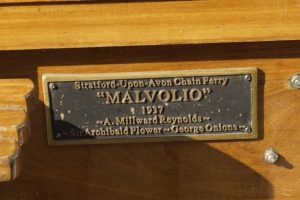 Stratford-Upon-Avon Chain Ferry
"MALVOLIO"
1937
~A. Millward Reynolds~
~Sir Archibald Flower~George Onions~